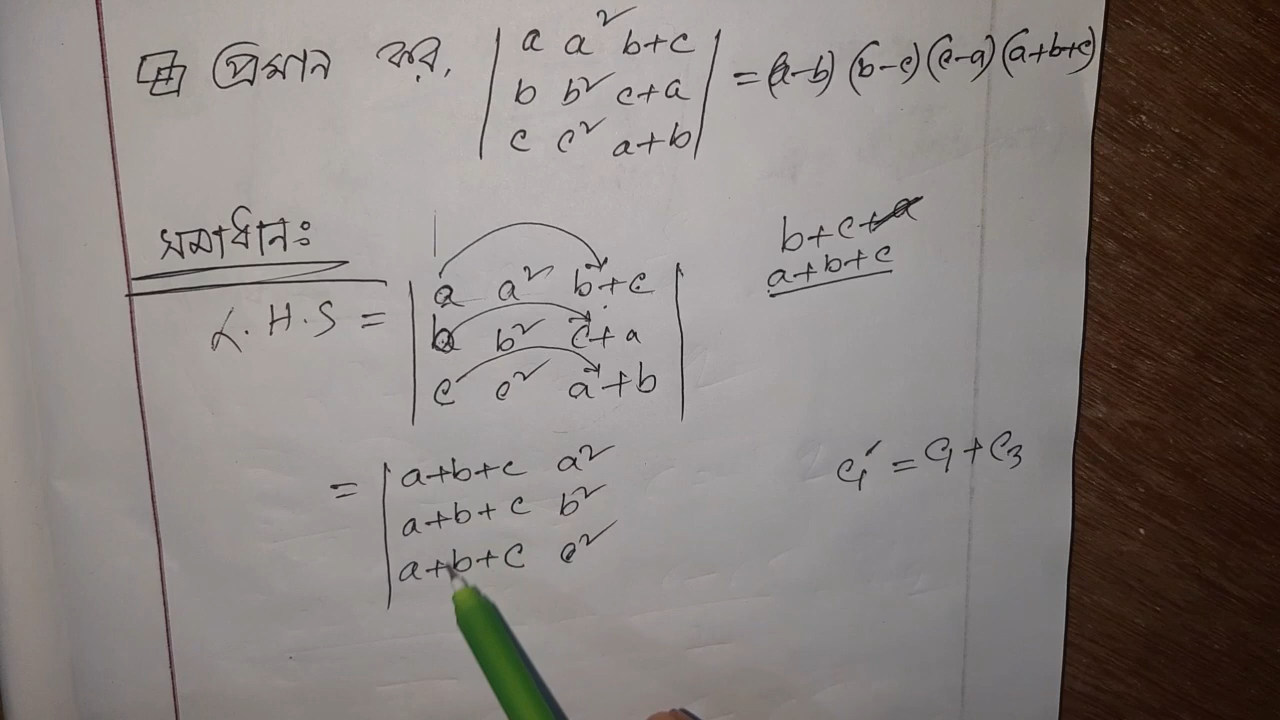 প্রমান কর, | a a² b+c | = (a-b) (b-c) (c-a) (a+b+c)
| b b² c+a |
| c c² a+b |
সমাধানঃ
b+c+a
a+b+c
L.H.S = | a a² b+c |
| b b² c+a |
| c c² a+b |
= | a+b+c a²
| a+b+c b²
| a+b+c c²
c₁′ = c₁+c₃